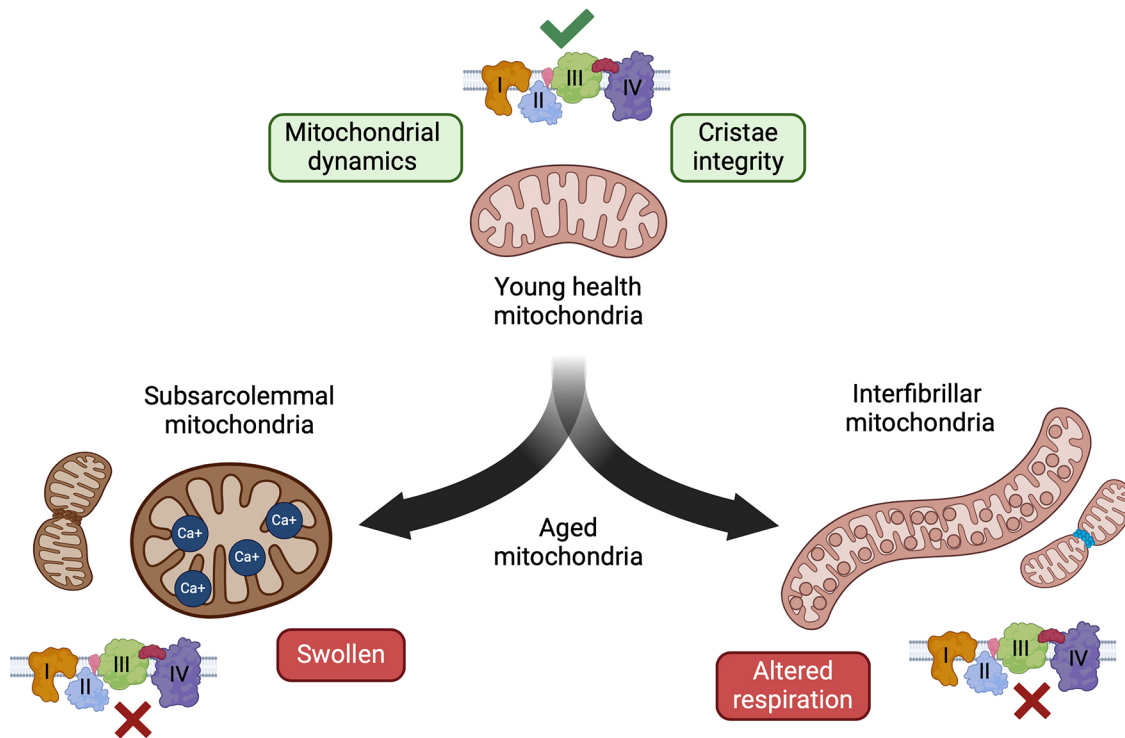 I
II
III
IV
Mitochondrial
dynamics
Cristae
integrity
Young health
mitochondria
Subsarcolemmal
mitochondria
Interfibrillar
mitochondria
Ca+
Ca+
Ca+
Ca+
Aged
mitochondria
Swollen
I
II
III
IV
Altered
respiration
I
II
III
IV